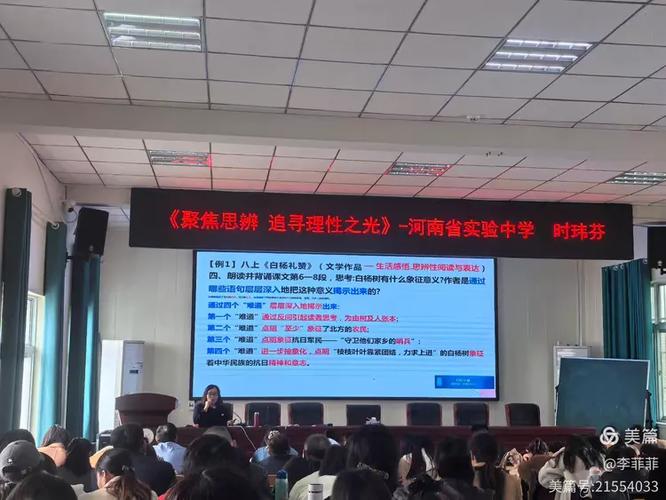 《聚焦思辨 追寻理性之光》-河南省实验中学 时玮芬
【例1】八上《白杨礼赞》（文学作品 — 生活感悟.思辨性阅读与表达）
四、朗读并背诵课文第6—8段，思考:白杨树有什么象征意义?作者是通过
哪些语句层层深入地把这种意义揭示出来的?
通过四个“难道”层层深入地揭示出来:
第一个“难道”通过反问引起读者思考，为由树及人张本;
第二个“难道”点明“至少”象征了北方的农民;
第三个“难道”点明象征抗日军民——“守卫他们家乡的哨兵”;
第四个“难道”进一步抽象化，点明“枝枝叶叶靠紧团结，力求上进”的白杨树象征
着中华民族的抗日精神和意志。
美篇
@李菲菲
美篇号:21554033